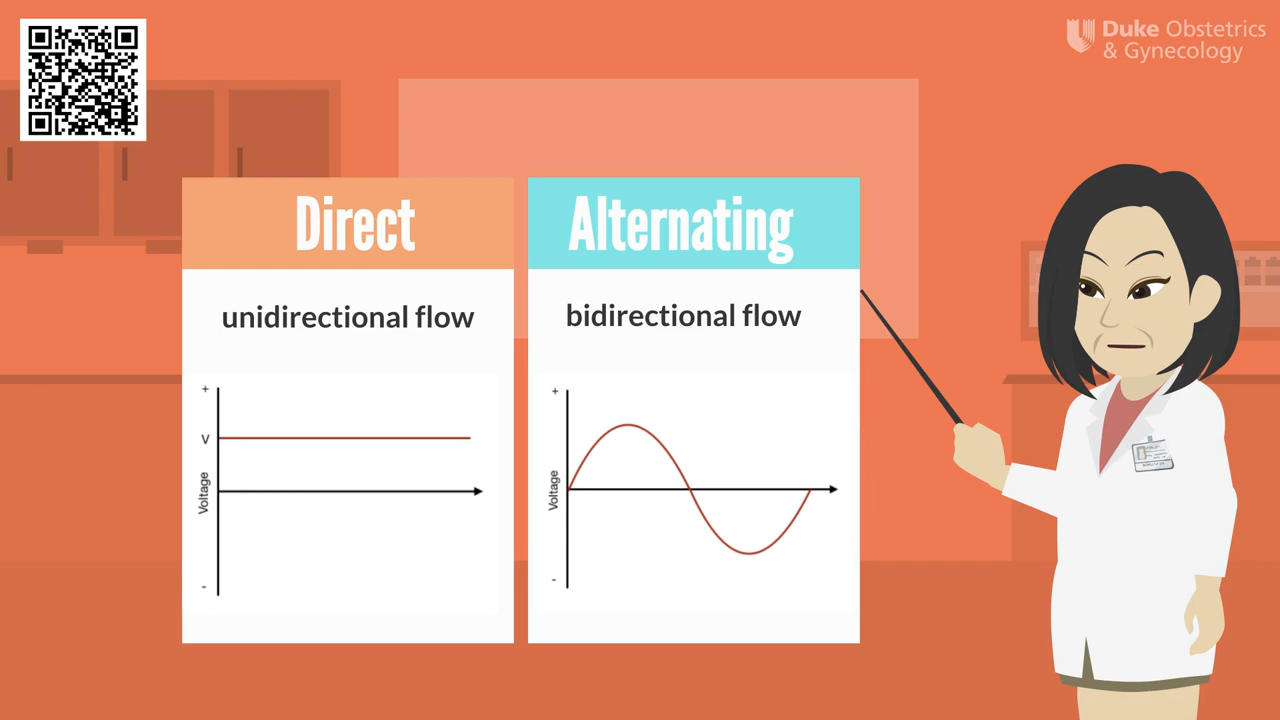 Duke Obstetrics
& Gynecology
Direct
unidirectional flow
+
V
Voltage
-
Alternating
bidirectional flow
+
Voltage
-